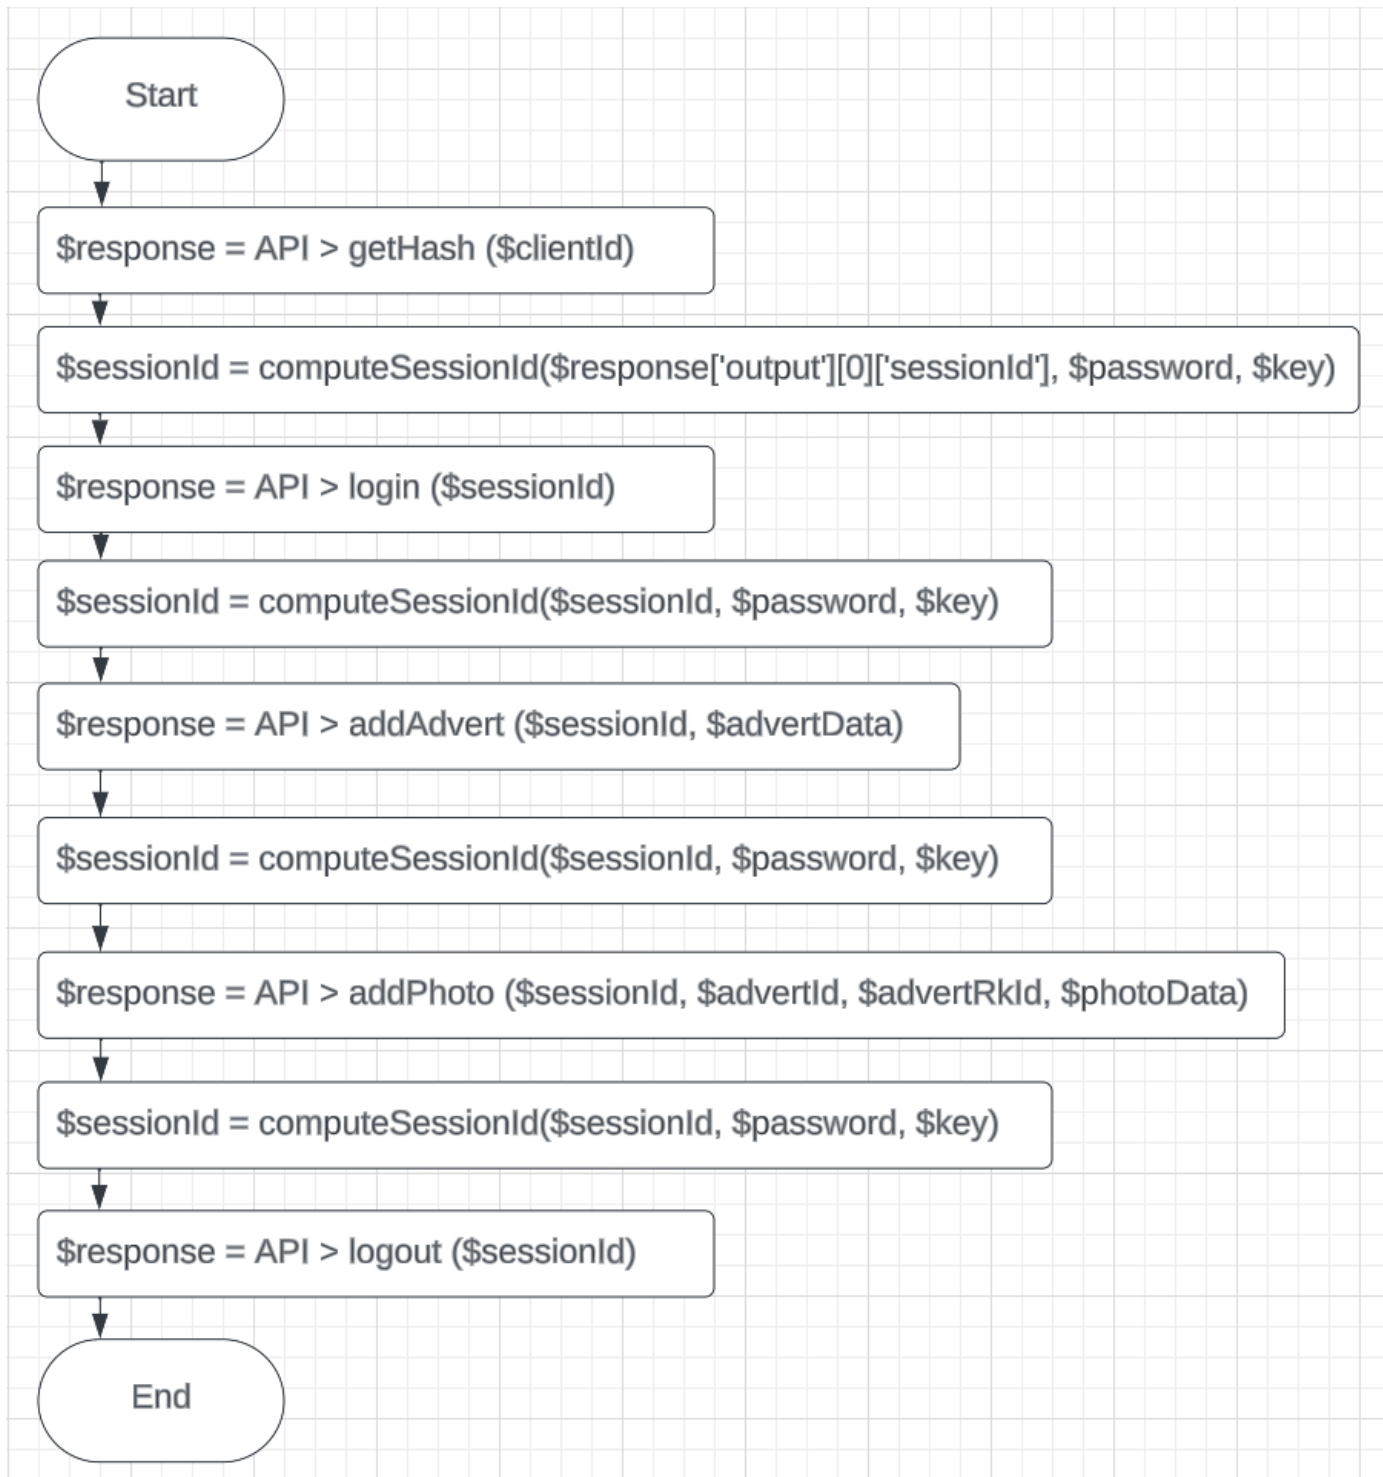 Start
$response = API > getHash ($clientId)
$sessionId = computeSessionId($response['output'][0]['sessionId'], $password, $key)
$response = API > login ($sessionId)
$sessionId = computeSessionId($sessionId, $password, $key)
$response = API > addAdvert ($sessionId, $advertData)
$sessionId = computeSessionId($sessionId, $password, $key)
$response = API > addPhoto ($sessionId, $advertId, $advertRkId, $photoData)
$sessionId = computeSessionId($sessionId, $password, $key)
$response = API > logout ($sessionId)
End